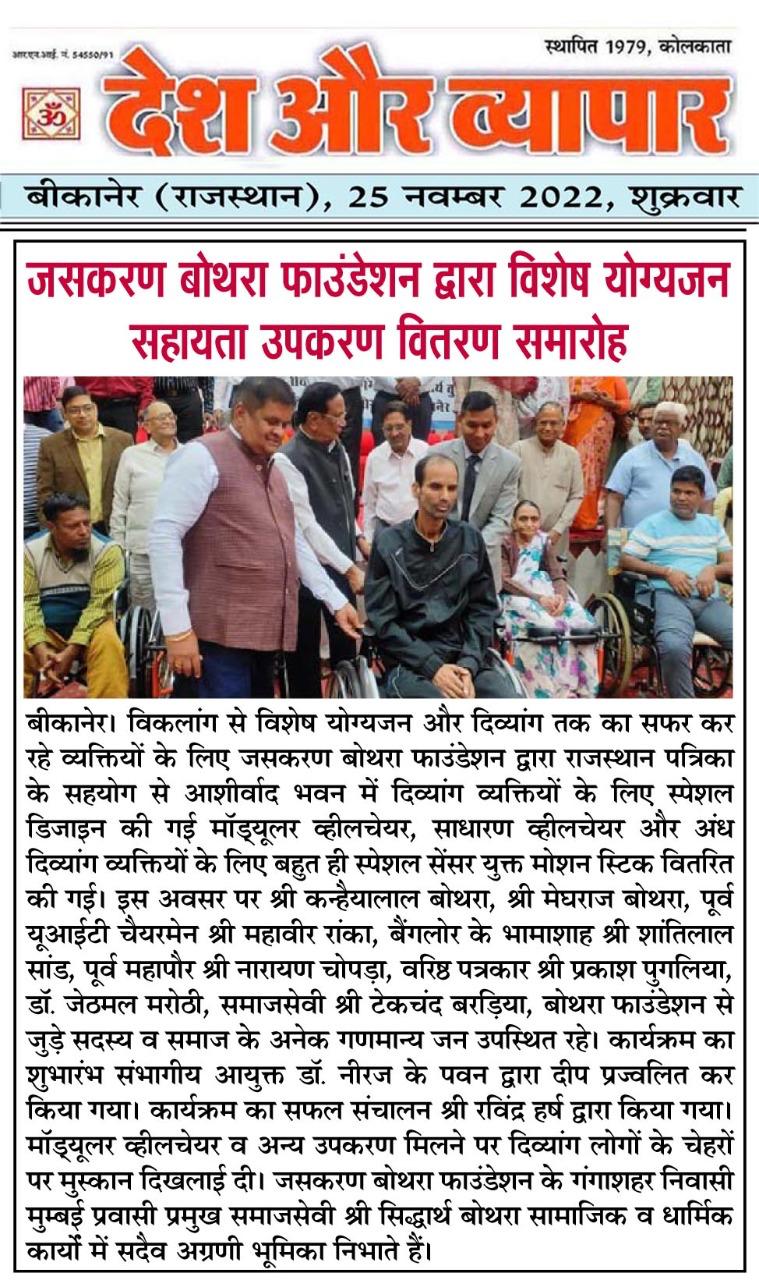 स्थापित 1979, कोलकाता
आर.एन.आई. नं. 54550/91
ॐ
देश और व्यापार
बीकानेर (राजस्थान), 25 नवम्बर 2022, शुक्रवार
जसकरण बोथरा फाउंडेशन द्वारा विशेष योग्यजन
सहायता उपकरण वितरण समारोह
बीकानेर। विकलांग से विशेष योग्यजन और दिव्यांग तक का सफर कर
रहे व्यक्तियों के लिए जसकरण बोथरा फाउंडेशन द्वारा राजस्थान पत्रिका
के सहयोग से आशीर्वाद भवन में दिव्यांग व्यक्तियों के लिए स्पेशल
डिजाइन की गई मॉड्यूलर व्हीलचेयर, साधारण व्हीलचेयर और अंध
दिव्यांग व्यक्तियों के लिए बहुत ही स्पेशल सेंसर युक्त मोशन स्टिक वितरित
की गई। इस अवसर पर श्री कन्हैयालाल बोथरा, श्री मेघराज बोथरा, पूर्व
यूआईटी चैयरमेन श्री महावीर रांका, बैंगलोर के भामाशाह श्री शांतिलाल
सांड, पूर्व महापौर श्री नारायण चोपड़ा, वरिष्ठ पत्रकार श्री प्रकाश पुगलिया,
डॉ. जेठमल मरोठी, समाजसेवी श्री टेकचंद बरड़िया, बोथरा फाउंडेशन से
जुड़े सदस्य व समाज के अनेक गणमान्य जन उपस्थित रहे। कार्यक्रम का
शुभारंभ संभागीय आयुक्त डॉ. नीरज के पवन द्वारा दीप प्रज्वलित कर
किया गया। कार्यक्रम का सफल संचालन श्री रविंद्र हर्ष द्वारा किया गया।
मॉड्यूलर व्हीलचेयर व अन्य उपकरण मिलने पर दिव्यांग लोगों के चेहरों
पर मुस्कान दिखलाई दी। जसकरण बोथरा फाउंडेशन के गंगाशहर निवासी
मुम्बई प्रवासी प्रमुख समाजसेवी श्री सिद्धार्थ बोथरा सामाजिक व धार्मिक
कार्यों में सदैव अग्रणी भूमिका निभाते हैं।